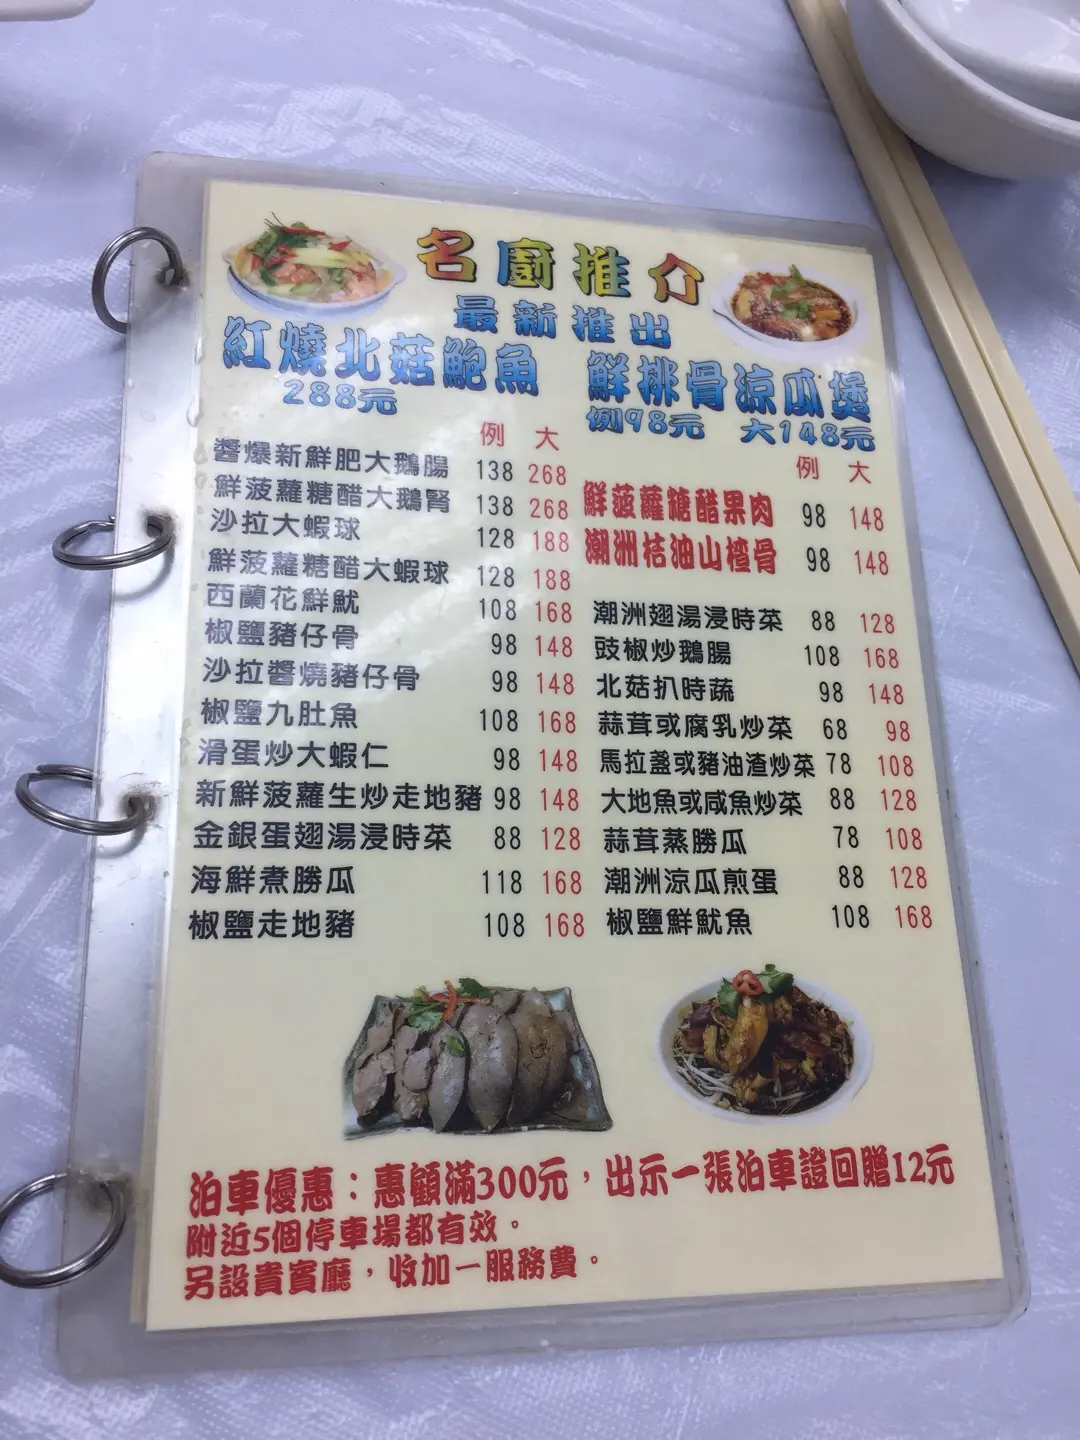 名廚推介
最新推出
紅燒北菇鮑魚
288元
鮮排骨涼瓜煲
例98元 大148元
例 大
醬爆新鮮肥大鵝腸 138 268
鮮菠蘿糖醋大鵝腎 138 268
沙拉大蝦球 128 188
鮮菠蘿糖醋大蝦球 128 188
西蘭花鮮魷 108 168
椒鹽豬仔骨 98 148
沙拉醬燒豬仔骨 98 148
椒鹽九肚魚 108 168
滑蛋炒大蝦仁 98 148
新鮮菠蘿生炒走地豬 98 148
金銀蛋翅湯浸時菜 88 128
海鮮煮勝瓜 118 168
椒鹽走地豬 108 168
例 大
鮮菠蘿糖醋果肉 98 148
潮洲桔油山楂骨 98 148
潮洲翅湯浸時菜 88 128
豉椒炒鵝腸 108 168
北菇扒時蔬 98 148
蒜茸或腐乳炒菜 68 98
馬拉盞或豬油渣炒菜 78 108
大地魚或咸魚炒菜 88 128
蒜茸蒸勝瓜 78 108
潮洲涼瓜煎蛋 88 128
椒鹽鮮魷魚 108 168
泊車優惠：惠顧滿300元，出示一張泊車證回贈12元
附近5個停車場都有效。
另設貴賓廳，收加一服務費。